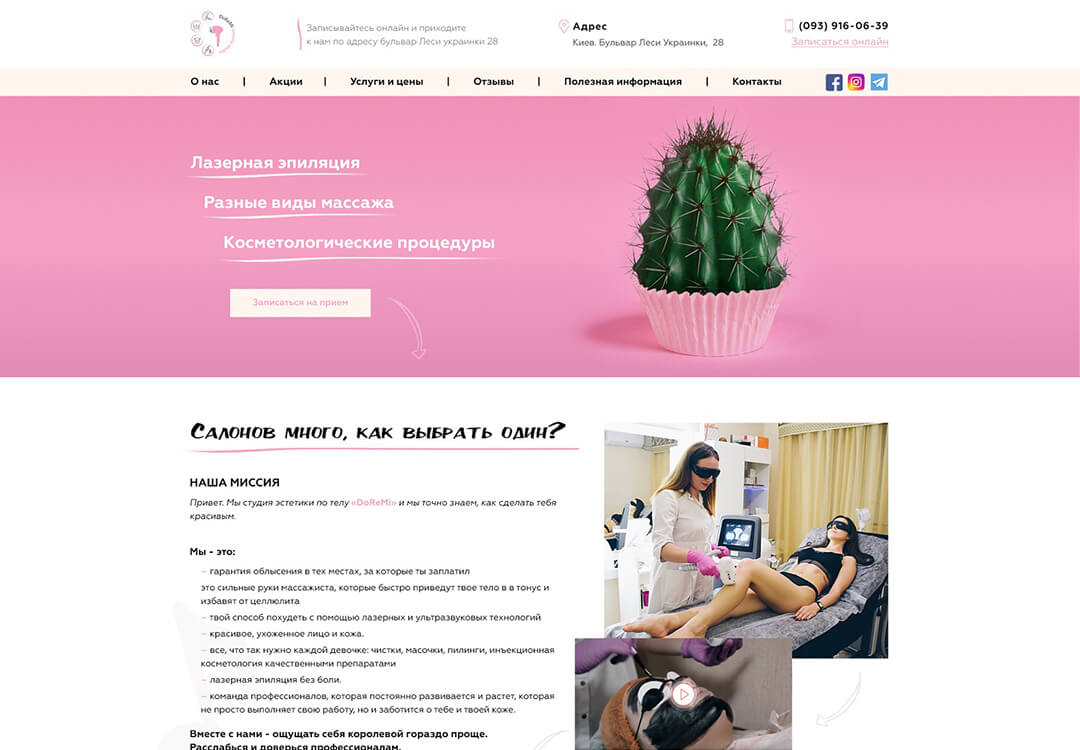 DoReMi
Записывайтесь онлайн и приходите
к нам по адресу бульвар Леси украинки 28
Адрес
Киев. Бульвар Леси Украинки, 28
(093) 916-06-39
Записаться онлайн
О нас | Акции | Услуги и цены | Отзывы | Полезная информация | Контакты
Лазерная эпиляция
Разные виды массажа
Косметологические процедуры
Записаться на прием
Салонов много, как выбрать один?
НАША МИССИЯ
Привет. Мы студия эстетики по телу «DoReMi» и мы точно знаем, как сделать тебя
красивым.
Мы - это:
– гарантия облысения в тех местах, за которые ты заплатил
это сильные руки массажиста, которые быстро приведут твое тело в в тонус и
избавят от целлюлита
– твой способ похудеть с помощью лазерных и ультразвуковых технологий
– красивое, ухоженное лицо и кожа.
– все, что так нужно каждой девочке: чистки, масочки, пилинги, инъекционная
косметология качественными препаратами
– лазерная эпиляция без боли.
– команда профессионалов, которая постоянно развивается и растет, которая
не просто выполняет свою работу, но и заботится о тебе и твоей коже.
Вместе с нами - ощущать себя королевой гораздо проще.
Расслабься и доверься профессионалам.